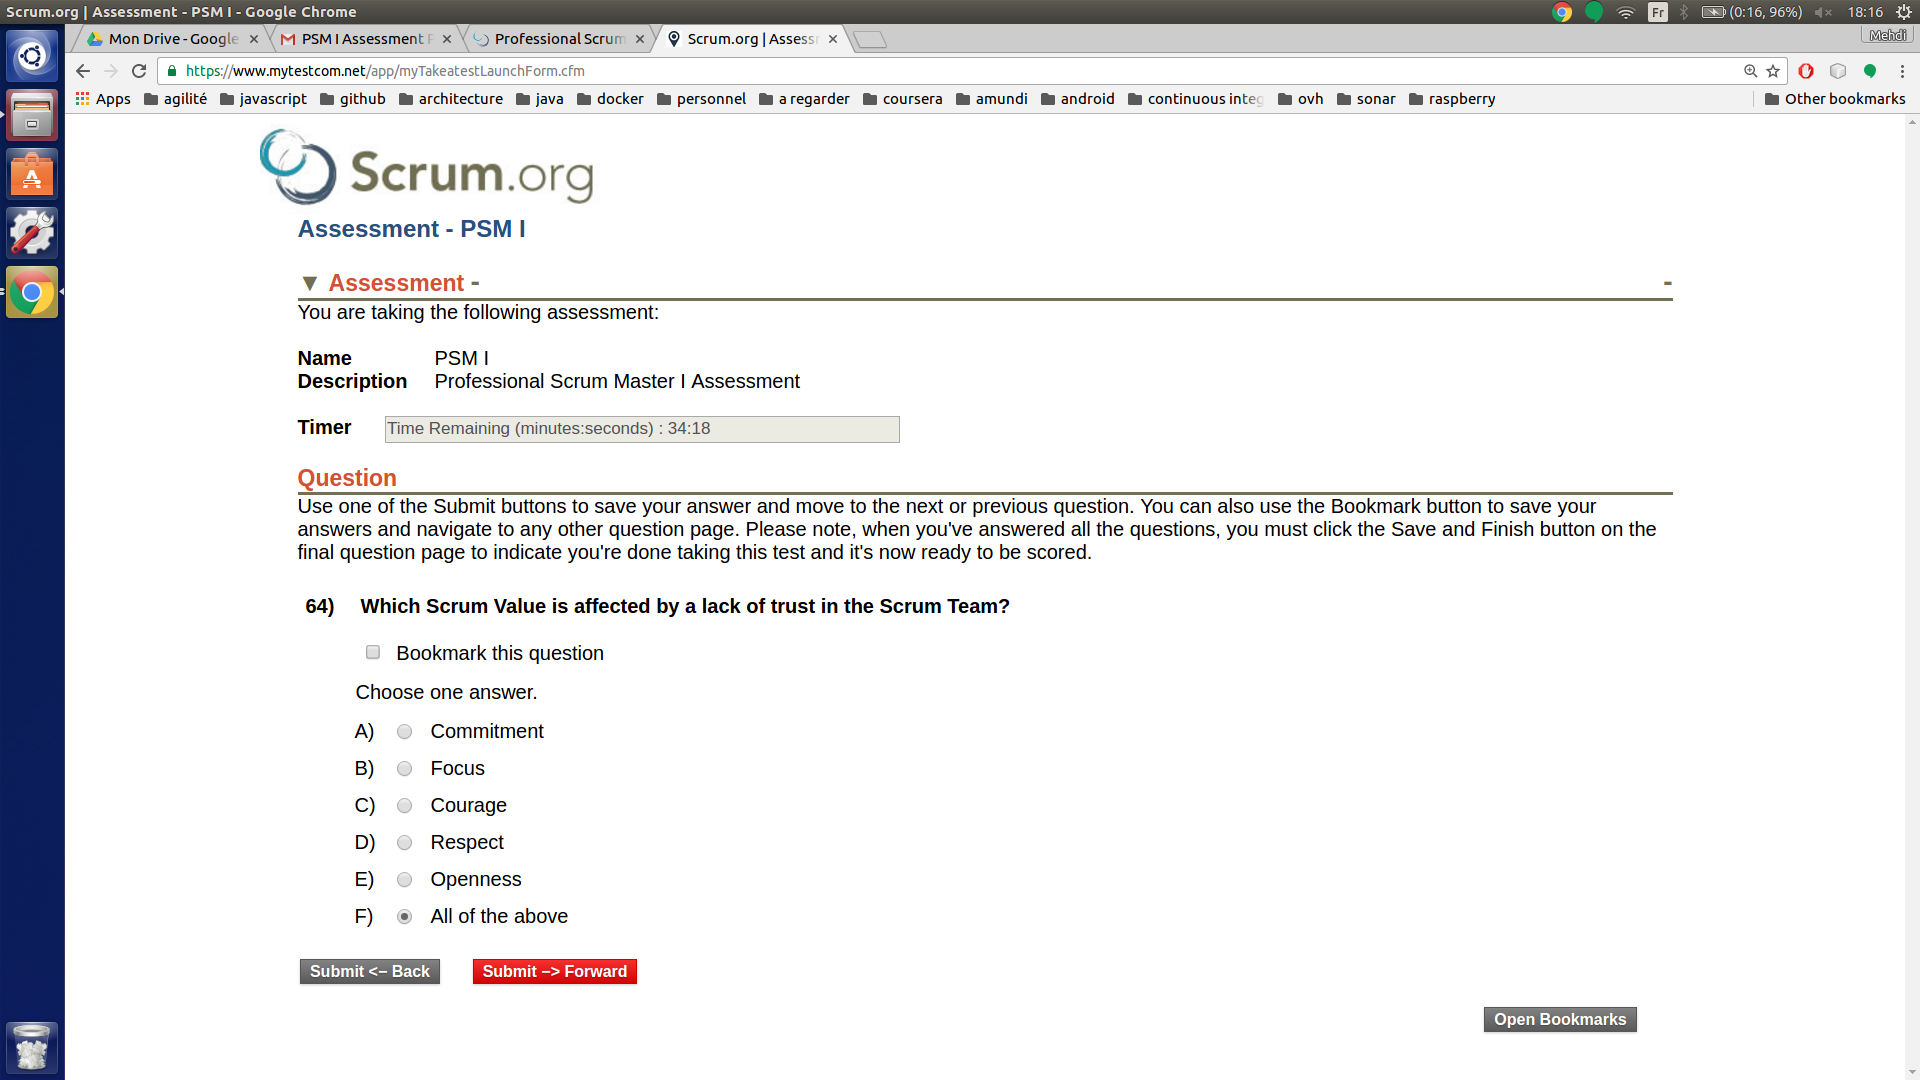 Scrum.org | Assessment - PSM I - Google Chrome
Fr (0:16, 96%) 18:16
Mon Drive - Google × PSM I Assessment × Professional Scrum × Scrum.org | Assess × Mehdi
https://www.mytestcom.net/app/myTakeatestLaunchForm.cfm
Apps agilité javascript github architecture java docker personnel a regarder coursera amundi android continuous integ ovh sonar raspberry Other bookmarks
Scrum.org
Assessment - PSM I
▼ Assessment - -
You are taking the following assessment:
Name PSM I
Description Professional Scrum Master I Assessment
Timer Time Remaining (minutes:seconds) : 34:18
Question
Use one of the Submit buttons to save your answer and move to the next or previous question. You can also use the Bookmark button to save your
answers and navigate to any other question page. Please note, when you've answered all the questions, you must click the Save and Finish button on the
final question page to indicate you're done taking this test and it's now ready to be scored.
64) Which Scrum Value is affected by a lack of trust in the Scrum Team?
Bookmark this question
Choose one answer.
A) Commitment
B) Focus
C) Courage
D) Respect
E) Openness
F) All of the above
Submit <− Back Submit −> Forward
Open Bookmarks